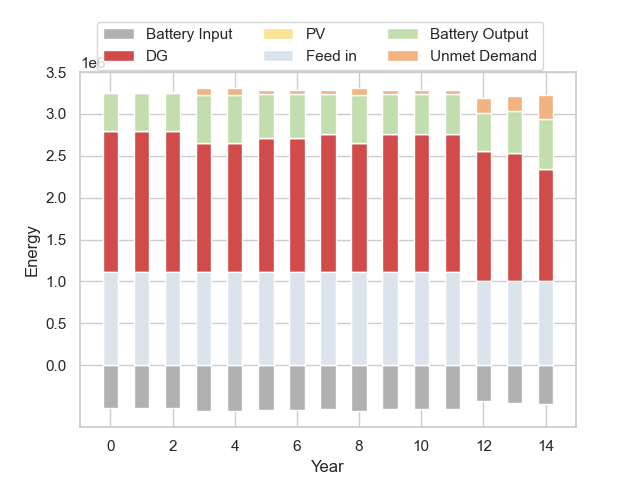 Battery Input PV Battery Output
DG Feed in Unmet Demand
1e6
3.5
3.0
2.5
2.0
1.5
1.0
0.5
0.0
Energy
0 2 4 6 8 10 12 14
Year